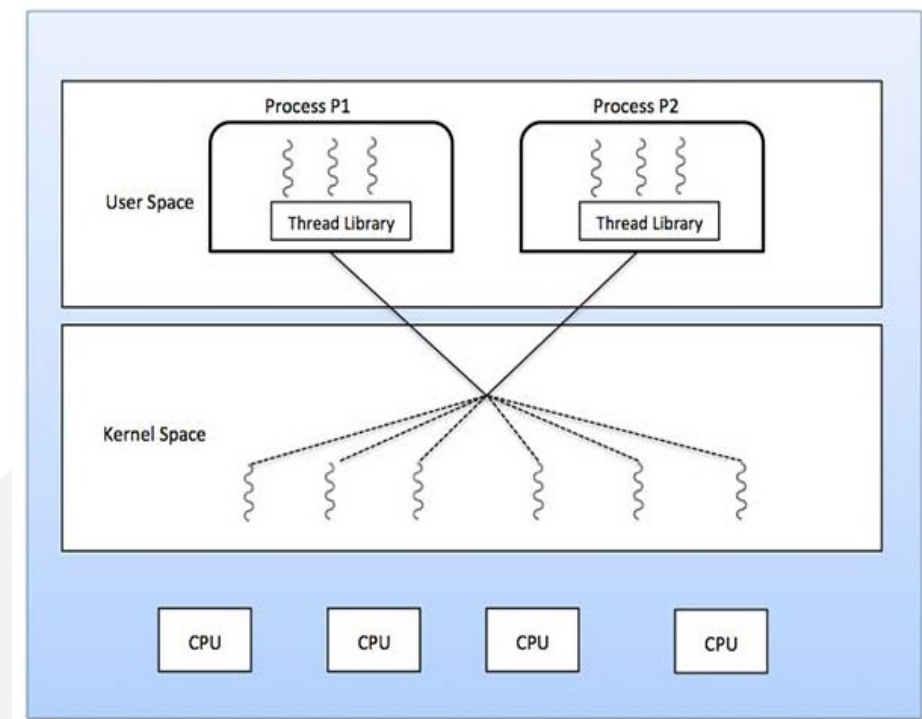 Process P1
Process P2
User Space
Thread Library
Thread Library
Kernel Space
CPU
CPU
CPU
CPU